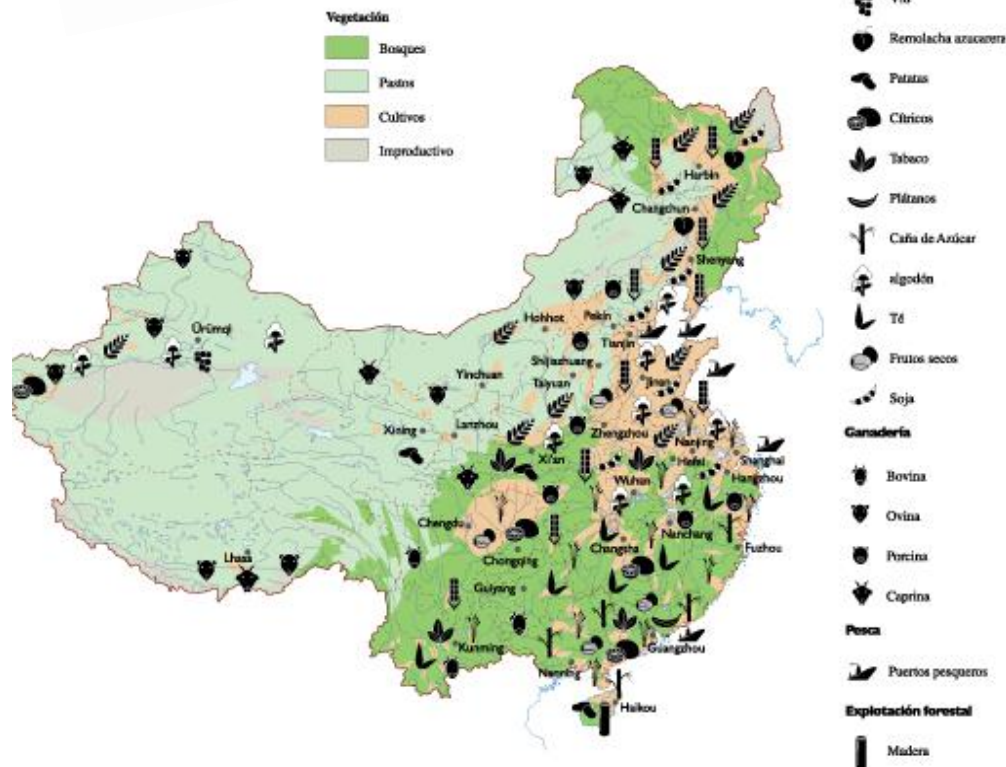 Vegetación
Bosques
Pastos
Cultivos
Improductivo
Vid
Remolacha azucarera
Patatas
Cítricos
Tabaco
Plátanos
Caña de Azúcar
algodón
Té
Frutos secos
Soja
Ganadería
Bovina
Ovina
Porcina
Caprina
Pesca
Puertos pesqueros
Explotación forestal
Madera
Harbin
Changchun
Shenyang
Hohhot
Pekín
Tianjin
Ürümqi
Shijiazhuang
Yinchuan
Taiyuan
Jinan
Xining
Lanzhou
Zhengzhou
Nanjing
Xi'an
Hefei
Shanghai
Wuhan
Hangzhou
Chengdu
Lhasa
Chongqing
Changsha
Nanchang
Fuzhou
Guiyang
Kunming
Guangzhou
Nanning
Haikou